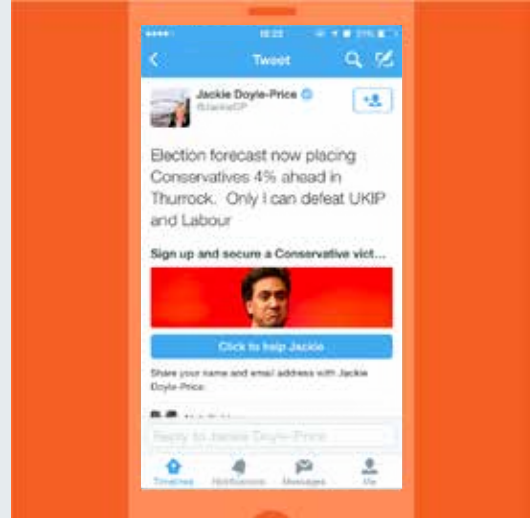 Tweet
Jackie Doyle-Price
Election forecast now placing
Conservatives 4% ahead in
Thurrock. Only I can defeat UKIP
and Labour
Sign up and secure a Conservative vict...
Click to help Jackie
Share your name and email address with Jackie
Doyle-Price.
Reply to Jackie Doyle-Price
Timelines Notifications Messages Me